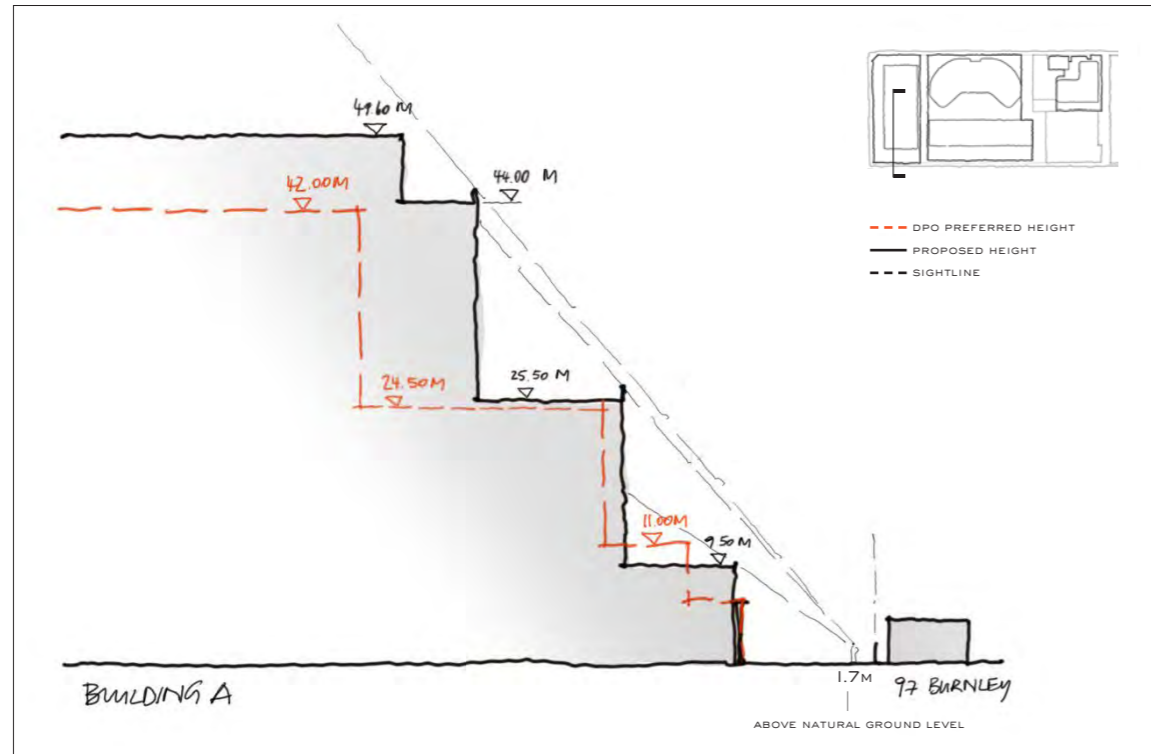 49.60 M
42.00M
44.00 M
DPO PREFERRED HEIGHT
PROPOSED HEIGHT
SIGHTLINE
24.50M
25.50 M
11.00M
9.50 M
1.7M
BUILDING A
97 BURNLEY
ABOVE NATURAL GROUND LEVEL